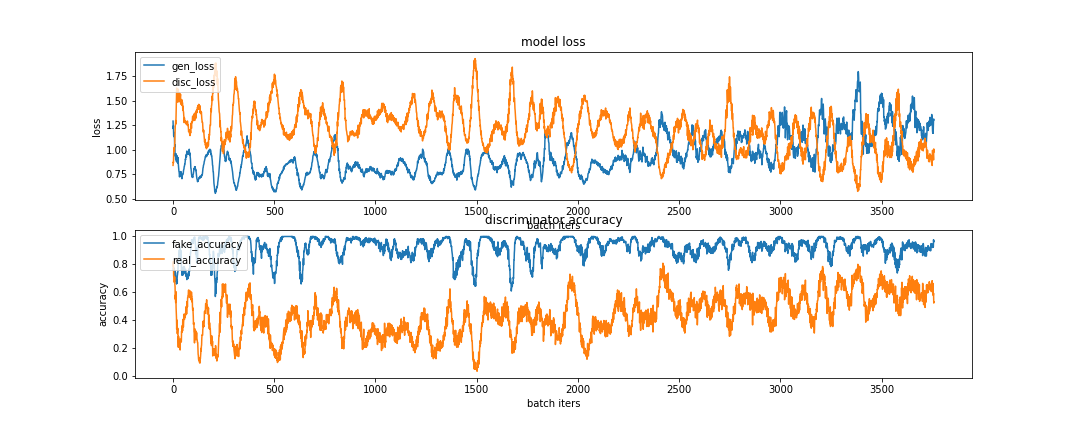 model loss
gen_loss
disc_loss
loss
1.75
1.50
1.25
1.00
0.75
0.50
0 500 1000 1500 2000 2500 3000 3500
batch iters
discriminator accuracy
fake_accuracy
real_accuracy
accuracy
1.0
0.8
0.6
0.4
0.2
0.0
0 500 1000 1500 2000 2500 3000 3500
batch iters